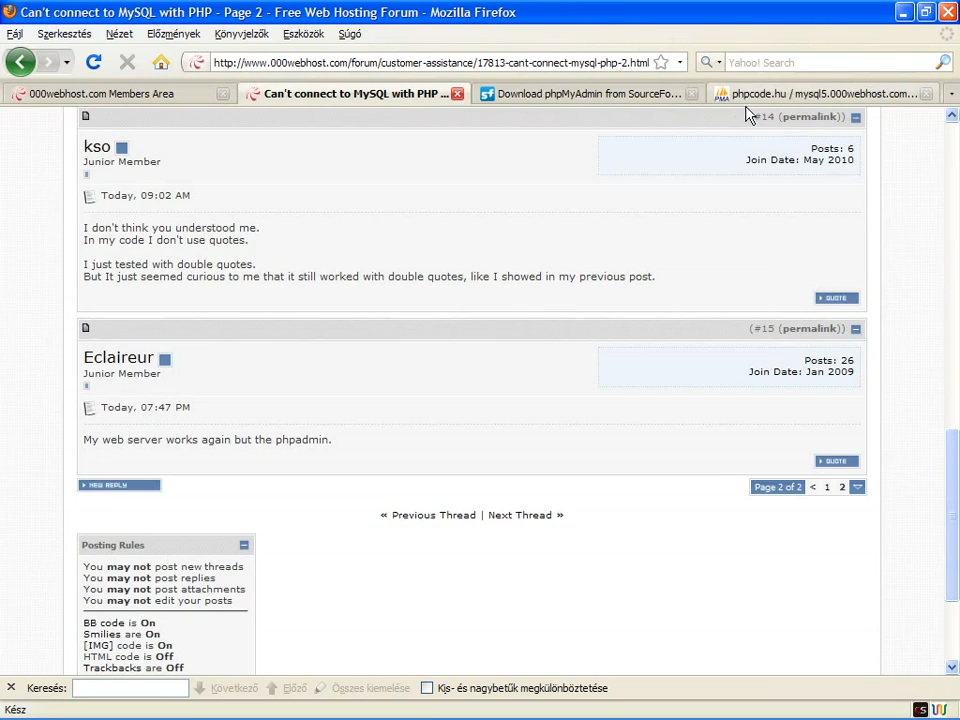 Can't connect to MySQL with PHP - Page 2 - Free Web Hosting Forum - Mozilla Firefox
Fájl Szerkesztés Nézet Előzmények Könyvjelzők Eszközök Súgó
http://www.000webhost.com/forum/customer-assistance/17813-cant-connect-mysql-php-2.html Yahoo! Search
000webhost.com Members Area Can't connect to MySQL with PHP ... Download phpMyAdmin from SourceFo... phpcode.hu / mysql5.000webhost.com...
#14 (permalink))
kso
Junior Member
Posts: 6
Join Date: May 2010
Today, 09:02 AM
I don't think you understood me.
In my code I don't use quotes.
I just tested with double quotes.
But It just seemed curious to me that it still worked with double quotes, like I showed in my previous post.
QUOTE
(#15 (permalink))
Eclaireur
Junior Member
Posts: 26
Join Date: Jan 2009
Today, 07:47 PM
My web server works again but the phpadmin.
QUOTE
NEW REPLY
Page 2 of 2 < 1 2
« Previous Thread | Next Thread »
Posting Rules
You may not post new threads
You may not post replies
You may not post attachments
You may not edit your posts
BB code is On
Smilies are On
[IMG] code is On
HTML code is Off
Trackbacks are Off
Keresés: Következő Előző Összes kiemelése Kis- és nagybetűk megkülönböztetése
Kész